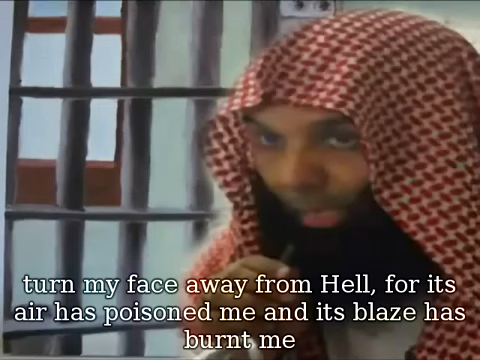 turn my face away from Hell, for its
air has poisoned me and its blaze has
burnt me